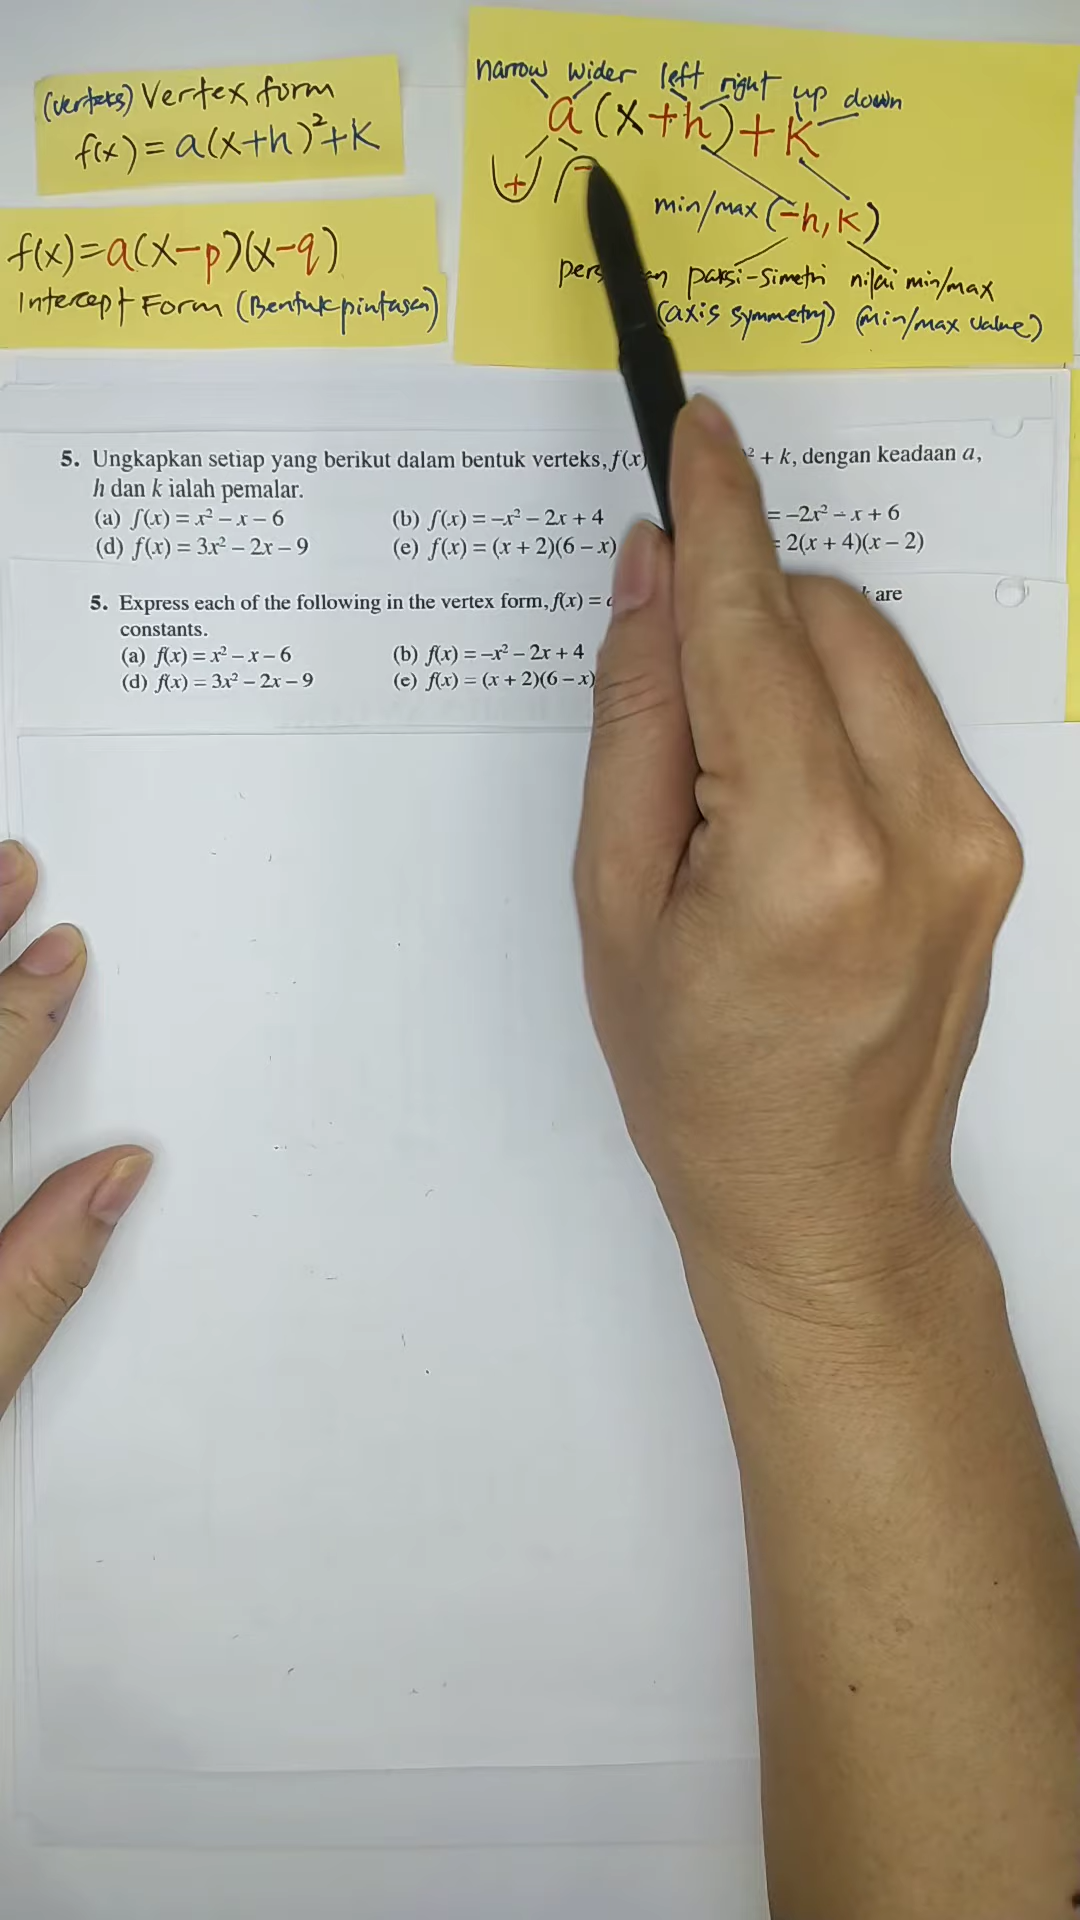 (verteks) Vertex form
f(x) = a(x+h)²+k
f(x)=a(x-p)(x-q)
Intercept Form (Bentuk pintasan)
narrow wider left right up down
a(x+h)+k
+ -
min/max (-h, k)
paksi-simetri nilai min/max
(axis symmetry) (min/max value)
5. Ungkapkan setiap yang berikut dalam bentuk verteks, f(x) ² + k, dengan keadaan a,
h dan k ialah pemalar.
(a) f(x) = x² – x – 6 (b) f(x) = –x² – 2x + 4 = –2x² – x + 6
(d) f(x) = 3x² – 2x – 9 (e) f(x) = (x + 2)(6 – x) = 2(x + 4)(x – 2)
5. Express each of the following in the vertex form, f(x) = k are
constants.
(a) f(x) = x² – x – 6 (b) f(x) = –x² – 2x + 4
(d) f(x) = 3x² – 2x – 9 (e) f(x) = (x + 2)(6 – x)